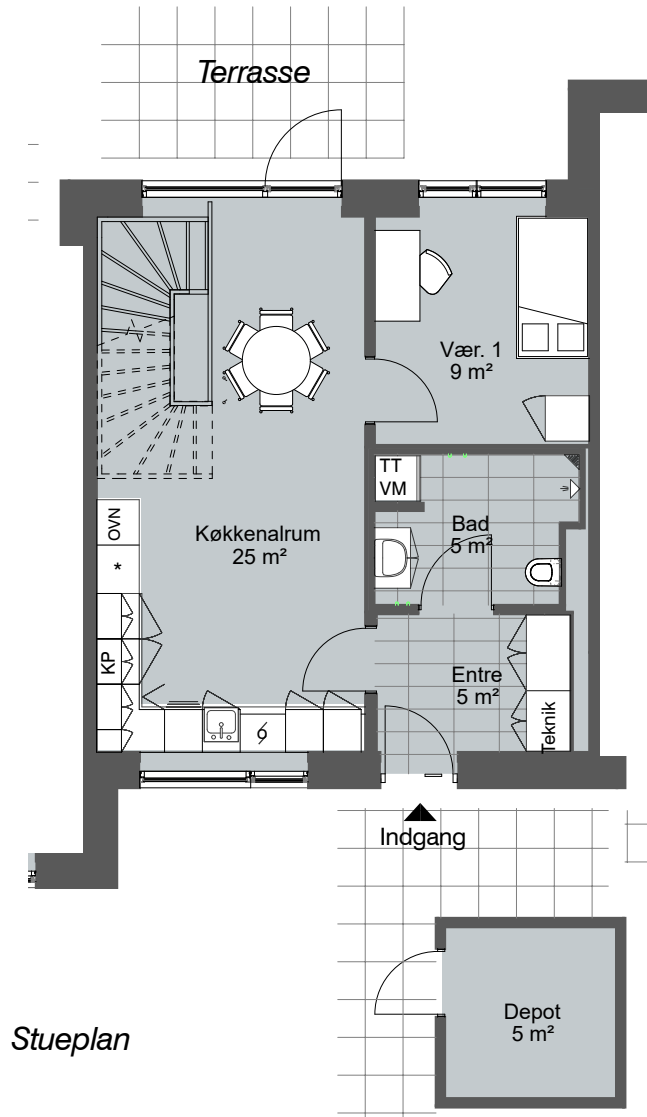 Terrasse
Vær. 1
9 m²
TT
VM
OVN
Køkkenalrum
25 m²
Bad
5 m²
*
KP
Entre
5 m²
Teknik
Indgang
Depot
5 m²
Stueplan